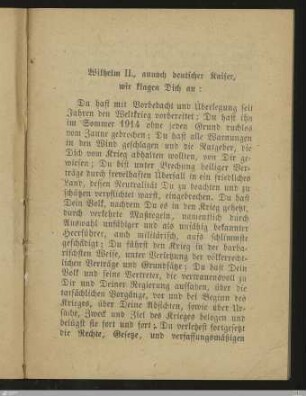 Wilhelm II., annoch deutscher Kaiser,
wir klagen Dich an:
Du hast mit Vorbedacht und Überlegung seit
Jahren den Weltkrieg vorbereitet; Du hast ihn
im Sommer 1914 ohne jeden Grund ruchlos
vom Zaune gebrochen; Du hast alle Warnungen
in den Wind geschlagen und die Ratgeber, die
Dich vom Krieg abhalten wollten, von Dir ge-
wiesen; Du bist unter Brechung heiliger Ver-
träge durch frevelhaften Überfall in ein friedliches
Land, dessen Neutralität Du zu beachten und zu
schützen verpflichtet warst, eingebrochen. Du hast
Dein Volk, nachdem Du es in den Krieg gehetzt,
durch verkehrte Maßregeln, namentlich durch
Auswahl unfähiger und als unfähig bekannter
Heerführer, auch militärisch, aufs schlimmste
geschädigt; Du führst den Krieg in der barba-
rischsten Weise, unter Verletzung der völkerrecht-
lichen Verträge und Grundsätze; Du hast Dein
Volk und seine Vertreter, die vertrauensvoll zu
Dir und Deiner Regierung aufsahen, über die
tatsächlichen Vorgänge, vor und bei Beginn des
Krieges, über Deine Absichten, sowie über Ur-
sache, Zweck und Ziel des Krieges belogen und
belügst sie fort und fort; Du verletzest fortgesetzt
die Rechte, Gesetze, und verfassungsmäßigen